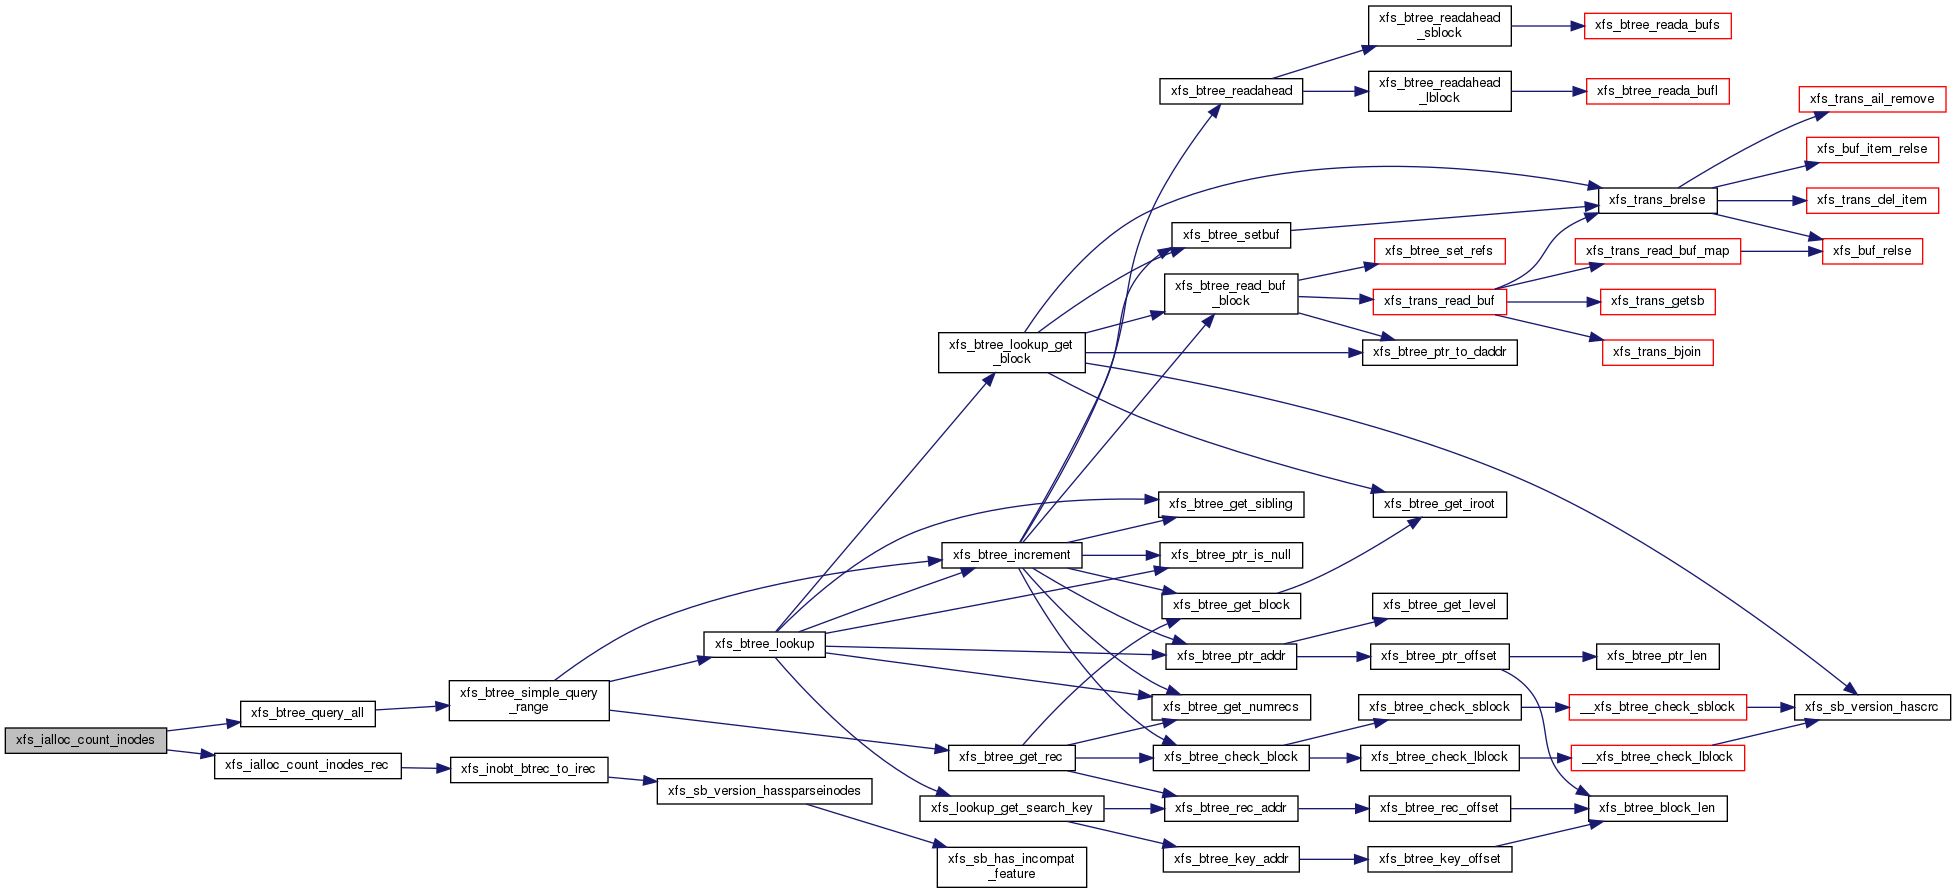 xfs_btree_readahead
_sblock
xfs_btree_reada_bufs
xfs_btree_readahead
xfs_btree_readahead
_lblock
xfs_btree_reada_bufl
xfs_trans_ail_remove
xfs_buf_item_relse
xfs_trans_brelse
xfs_trans_del_item
xfs_btree_setbuf
xfs_btree_set_refs
xfs_trans_read_buf_map
xfs_buf_relse
xfs_btree_read_buf
_block
xfs_trans_read_buf
xfs_trans_getsb
xfs_btree_lookup_get
_block
xfs_btree_ptr_to_daddr
xfs_trans_bjoin
xfs_btree_get_sibling
xfs_btree_get_iroot
xfs_btree_increment
xfs_btree_ptr_is_null
xfs_btree_get_block
xfs_btree_get_level
xfs_btree_lookup
xfs_btree_ptr_addr
xfs_btree_ptr_offset
xfs_btree_ptr_len
xfs_btree_simple_query
_range
xfs_btree_query_all
xfs_btree_get_numrecs
xfs_btree_check_sblock
__xfs_btree_check_sblock
xfs_sb_version_hascrc
xfs_ialloc_count_inodes
xfs_ialloc_count_inodes_rec
xfs_inobt_btrec_to_irec
xfs_btree_get_rec
xfs_btree_check_block
xfs_btree_check_lblock
__xfs_btree_check_lblock
xfs_sb_version_hassparseinodes
xfs_lookup_get_search_key
xfs_btree_rec_addr
xfs_btree_rec_offset
xfs_btree_block_len
xfs_sb_has_incompat
_feature
xfs_btree_key_addr
xfs_btree_key_offset